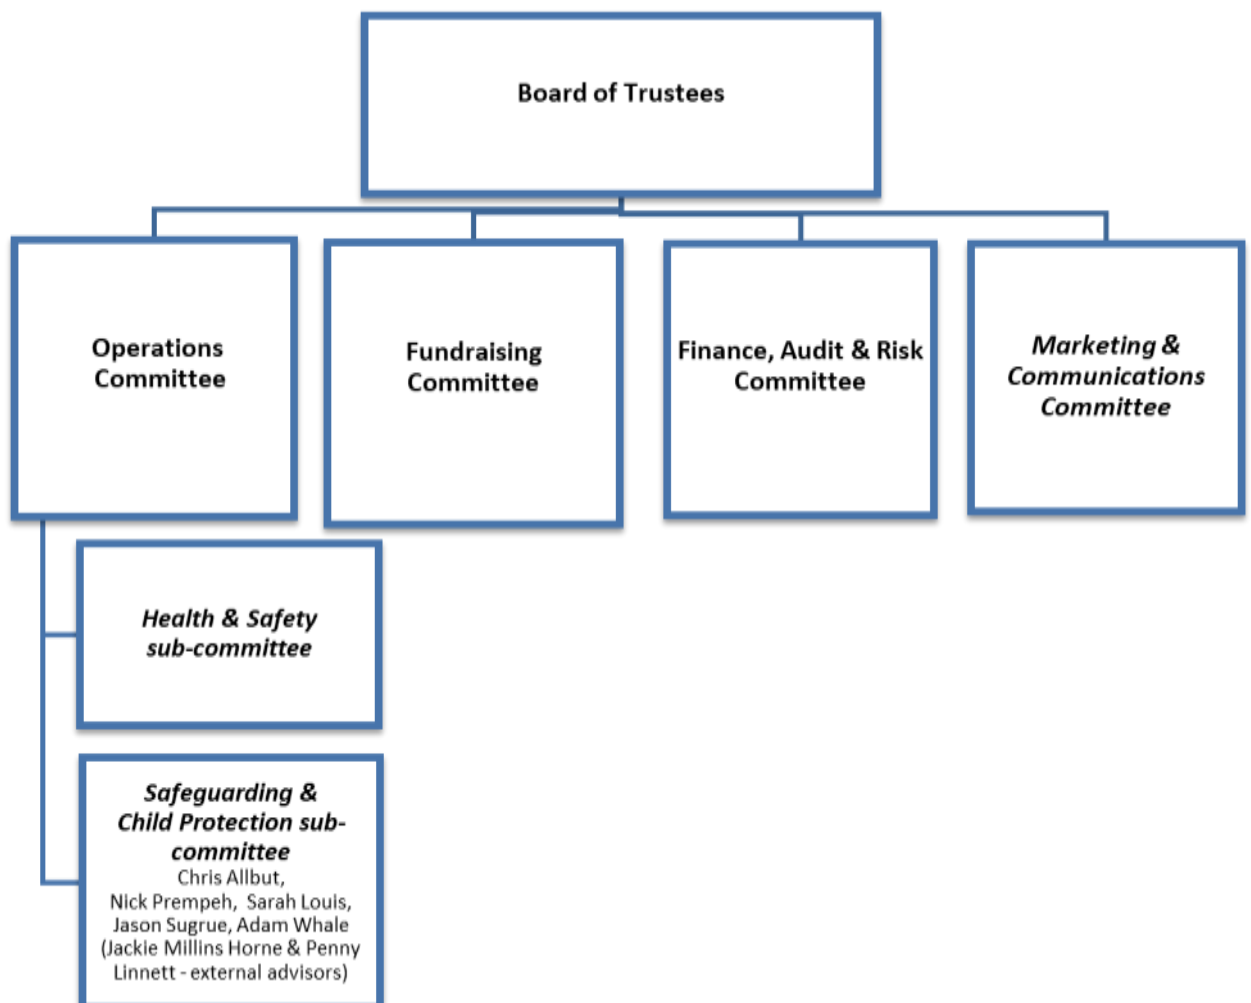 Board of Trustees
Operations
Committee
Fundraising
Committee
Finance, Audit & Risk
Committee
Marketing &
Communications
Committee
Health & Safety
sub-committee
Safeguarding &
Child Protection sub-
committee
Chris Allbut,
Nick Prempeh, Sarah Louis,
Jason Sugrue, Adam Whale
(Jackie Millins Horne & Penny
Linnett - external advisors)